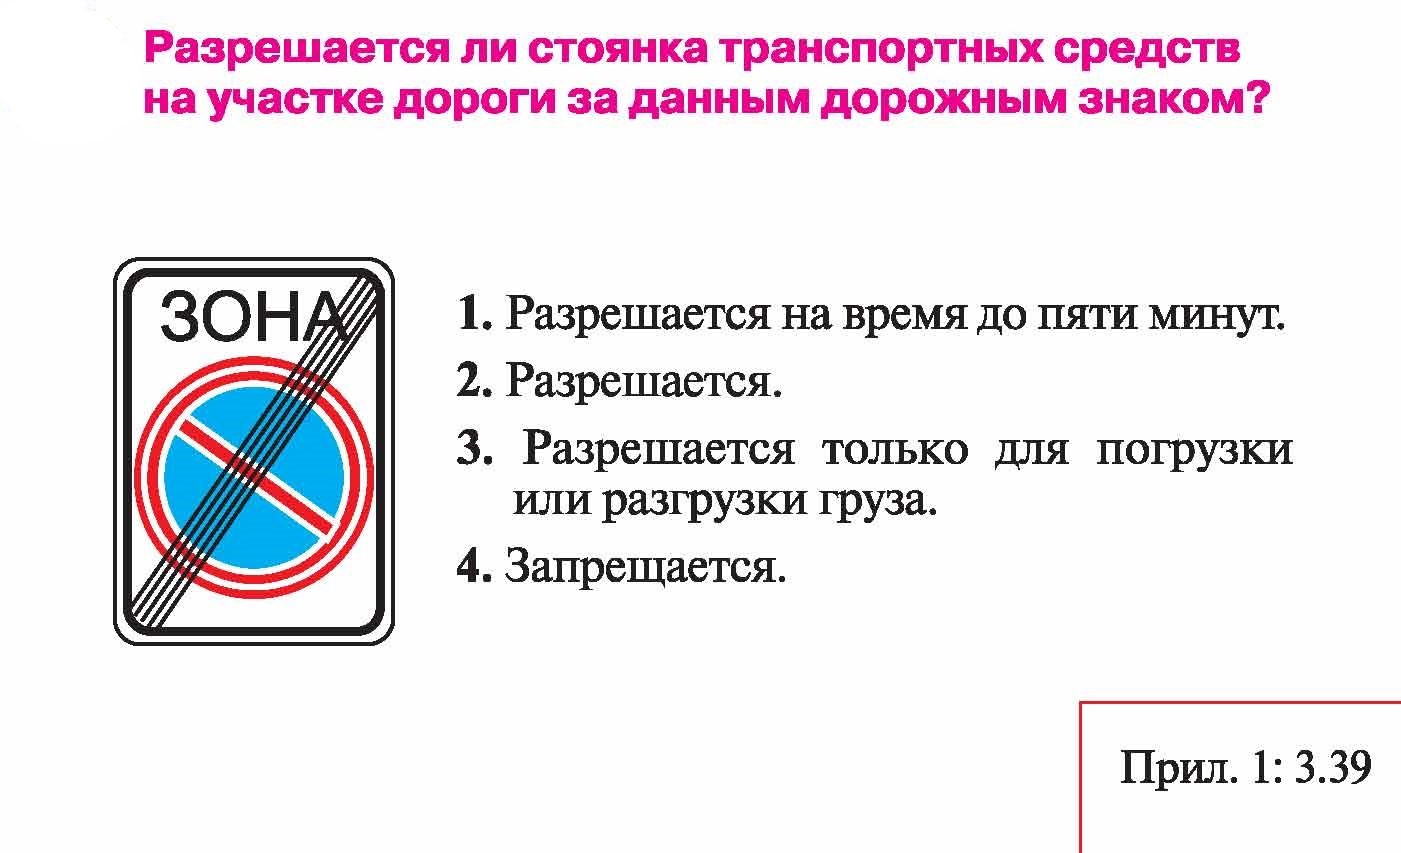 Разрешается ли стоянка транспортных средств
на участке дороги за данным дорожным знаком?
ЗОНА
1. Разрешается на время до пяти минут.
2. Разрешается.
3. Разрешается только для погрузки
или разгрузки груза.
4. Запрещается.
Прил. 1: 3.39